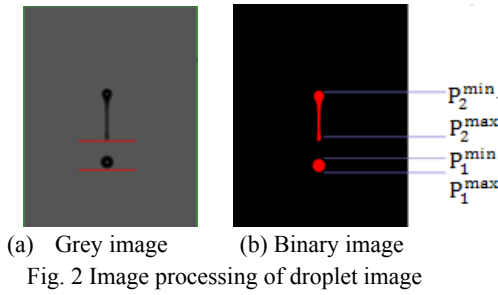 P₂ᵐⁱⁿ
P₂ᵐᵃˣ
P₁ᵐⁱⁿ
P₁ᵐᵃˣ
(a) Grey image (b) Binary image
Fig. 2 Image processing of droplet image